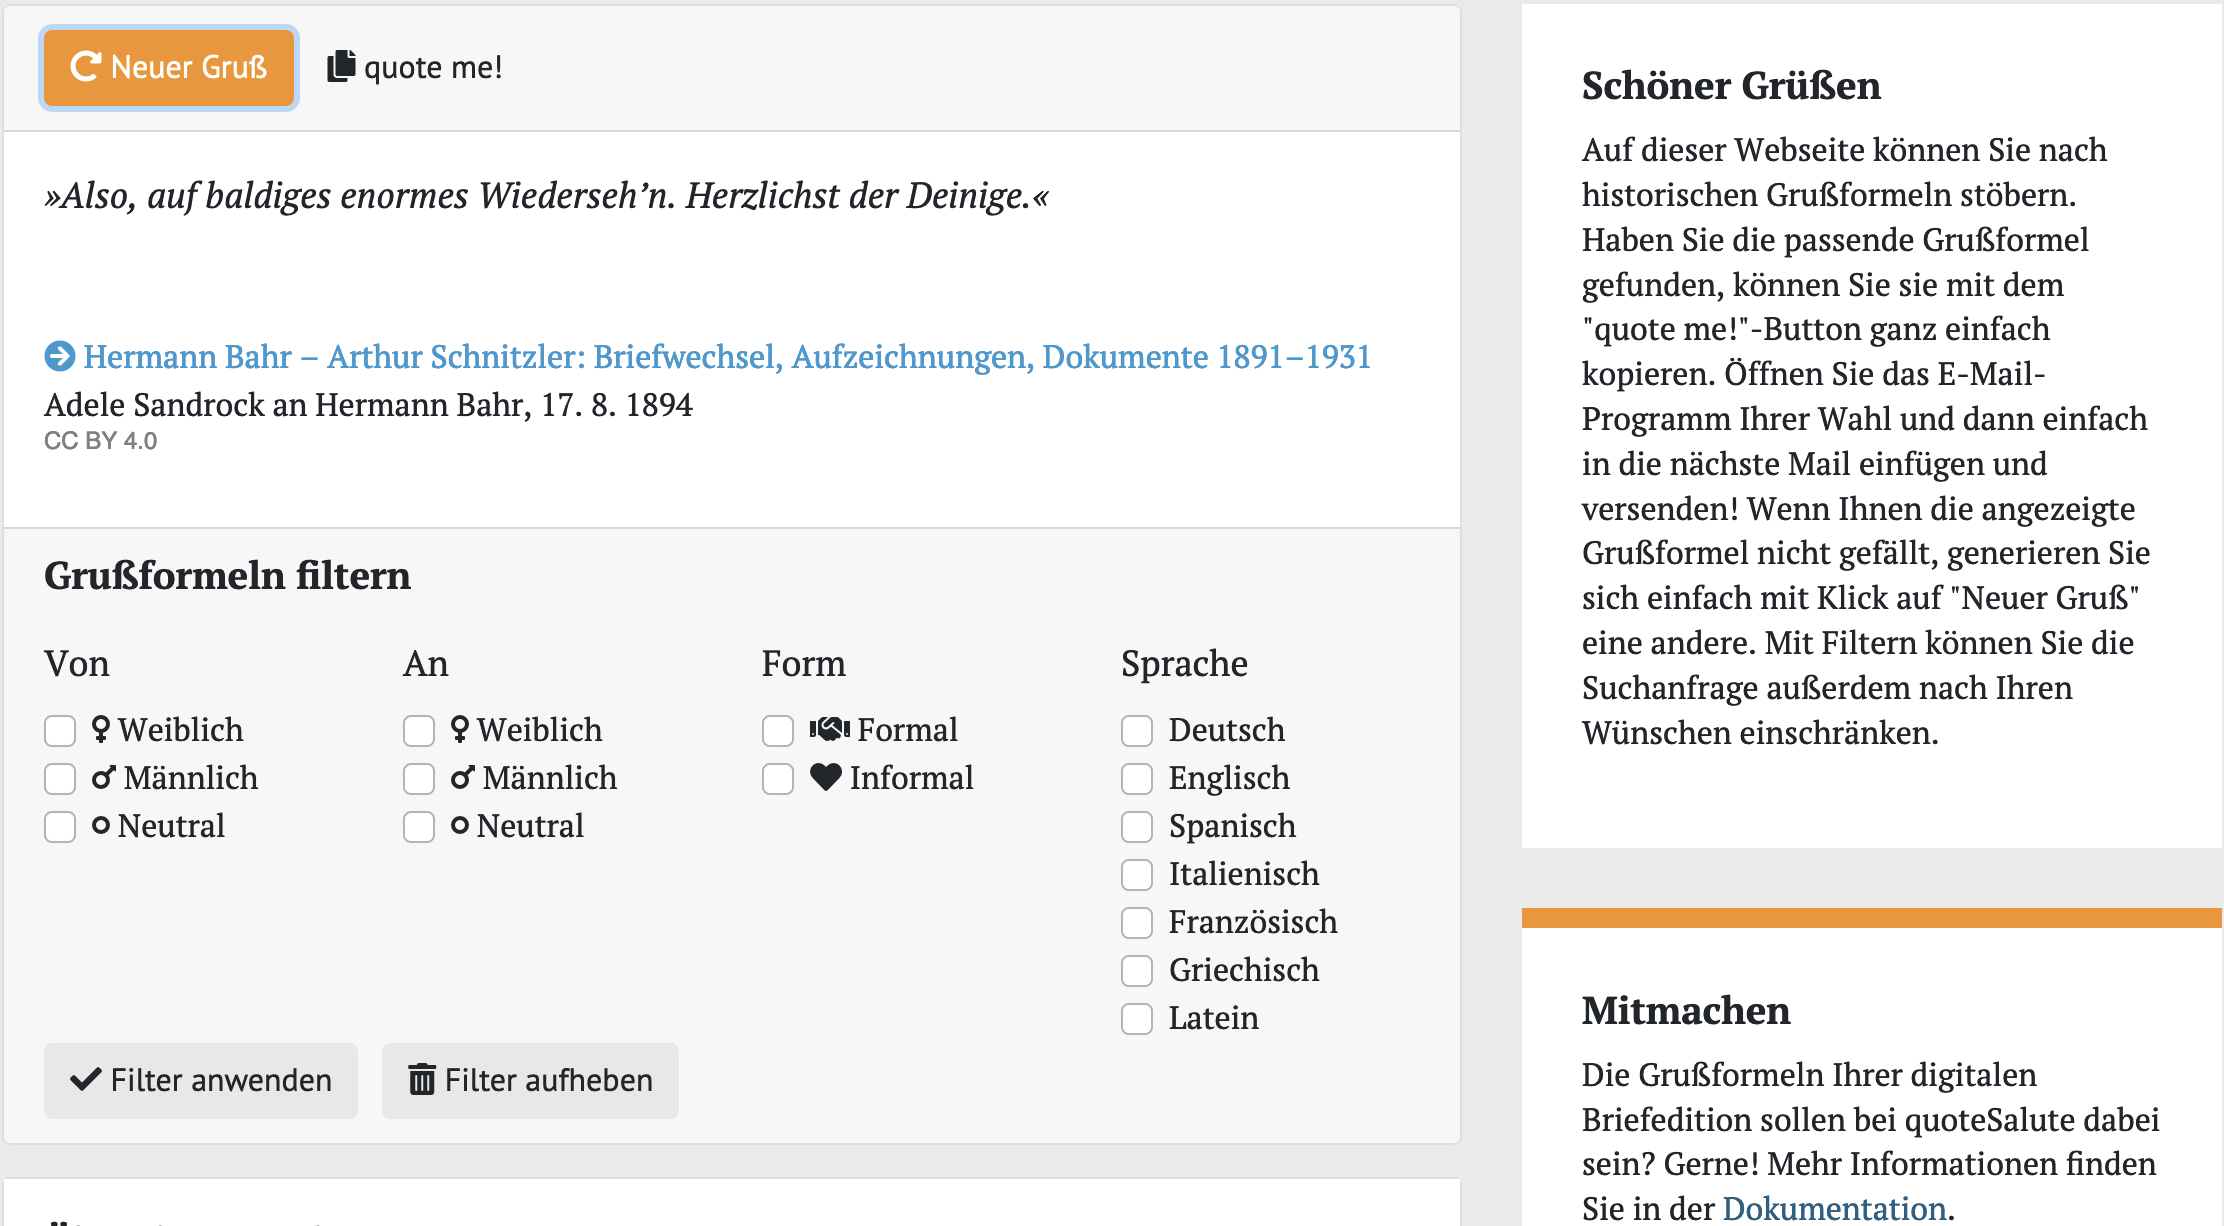 Neuer Gruß quote me!
»Also, auf baldiges enormes Wiederseh’n. Herzlichst der Deinige.«
Hermann Bahr – Arthur Schnitzler: Briefwechsel, Aufzeichnungen, Dokumente 1891–1931
Adele Sandrock an Hermann Bahr, 17. 8. 1894
CC BY 4.0
Grußformeln filtern
Von
Weiblich
Männlich
Neutral
An
Weiblich
Männlich
Neutral
Form
Formal
Informal
Sprache
Deutsch
Englisch
Spanisch
Italienisch
Französisch
Griechisch
Latein
Filter anwenden Filter aufheben
Schöner Grüßen
Auf dieser Webseite können Sie nach
historischen Grußformeln stöbern.
Haben Sie die passende Grußformel
gefunden, können Sie sie mit dem
"quote me!"-Button ganz einfach
kopieren. Öffnen Sie das E-Mail-
Programm Ihrer Wahl und dann einfach
in die nächste Mail einfügen und
versenden! Wenn Ihnen die angezeigte
Grußformel nicht gefällt, generieren Sie
sich einfach mit Klick auf "Neuer Gruß"
eine andere. Mit Filtern können Sie die
Suchanfrage außerdem nach Ihren
Wünschen einschränken.
Mitmachen
Die Grußformeln Ihrer digitalen
Briefedition sollen bei quoteSalute dabei
sein? Gerne! Mehr Informationen finden
Sie in der Dokumentation.